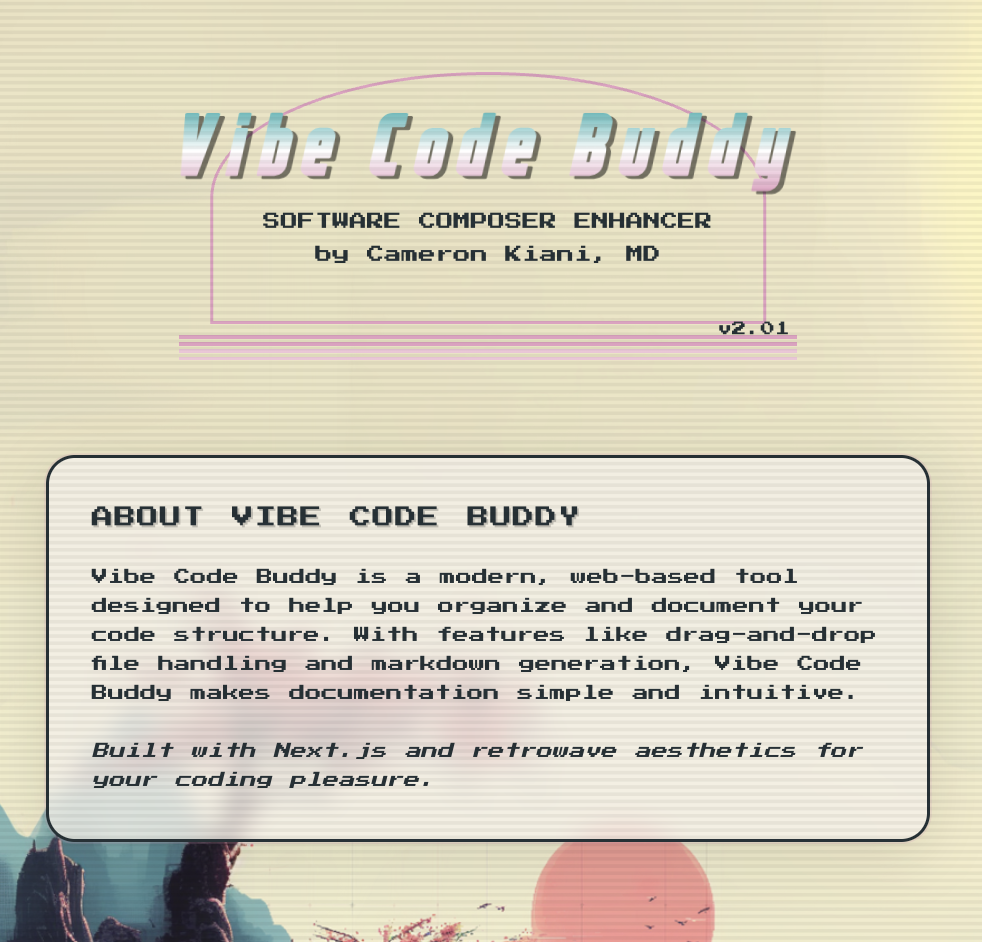 Vibe Code Buddy
SOFTWARE COMPOSER ENHANCER
by Cameron Kiani, MD
v2.01
ABOUT VIBE CODE BUDDY
Vibe Code Buddy is a modern, web-based tool
designed to help you organize and document your
code structure. With features like drag-and-drop
file handling and markdown generation, Vibe Code
Buddy makes documentation simple and intuitive.
Built with Next.js and retrowave aesthetics for
your coding pleasure.